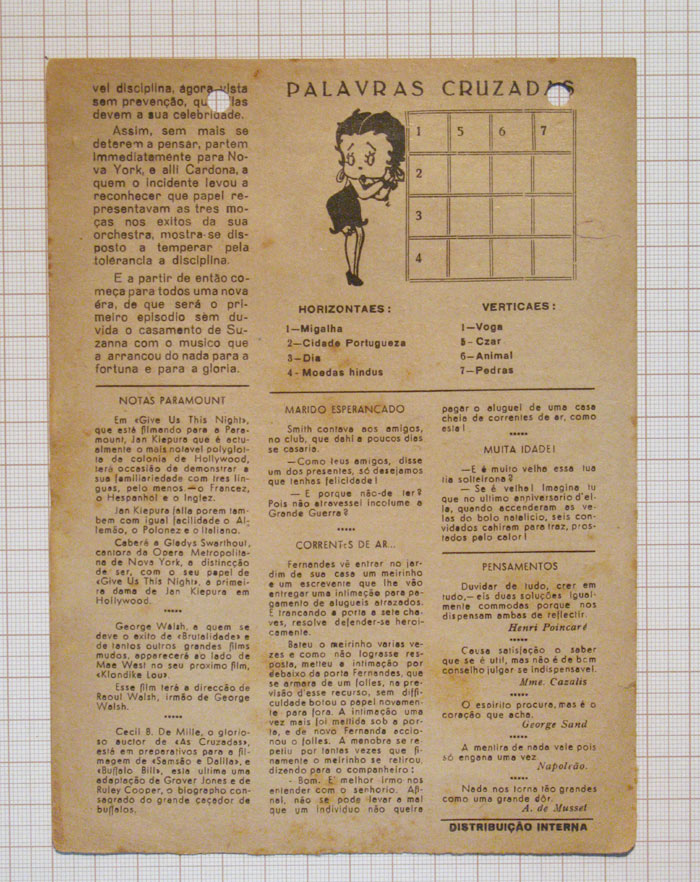 vel disciplina, agora vista
sem prevenção, que ellas
devem a sua celebridade.
Assim, sem mais se
deterem a pensar, partem
immediatamente para No-
va York, e alli Cardona, a
quem o incidente levou a
reconhecer que papel re-
presentavam as tres mo-
ças nos exitos da sua
orchestra, mostra-se dis-
posto a temperar pela
tolerancia a disciplina.
E a partir de então co-
meça para todos uma nova
éra, de que será o pri-
meiro episodio sem du-
vida o casamento de Su-
zanna com o musico que
a arrancou do nada para a
fortuna e para a gloria.
NOTAS PARAMOUNT
Em «Give Us This Night»,
que está filmando para a Para-
mount, Jan Kiepura que é actu-
almente o mais notavel polyglo-
ta da colonia de Hollywood,
terá occasião de demonstrar a
sua familiariedade com tres lin-
guas, pelo menos — o Francez,
o Hespanhol e o Inglez.
Jan Kiepura falla porem tam-
bem com igual facilidade o Al-
lemão, o Polonez e o Italiano.
Caberá a Gladys Swarthout,
cantora da Opera Metropolita-
na de Nova York, a distincção
de ser, com o seu papel de
«Give Us This Night», a primei-
ra dama de Jan Kiepura em
Hollywood.
*****
George Walsh, a quem se
deve o exito de «Brutalidade» e
de tantos outros grandes films
mudos, apparecerá ao lado de
Mae West no seu proximo film,
«Klondike Lou».
Esse film terá a direcção de
Raoul Walsh, irmão de George
Walsh.
*****
Cecil B. De Mille, o glorio-
so auctor de «As Cruzadas»,
está em preparativos para a fil-
magem de «Samsão e Dalila», e
«Buffalo Bill», esta ultima uma
adaptação de Grover Jones e de
Ruley Cooper, o biographo con-
sagrado do grande caçador de
buffalos.
PALAVRAS CRUZADAS
1 5 6 7
2
3
4
HORIZONTAES:
1—Migalha
2—Cidade Portugueza
3—Dia
4-Moedas hindus
VERTICAES:
1—Voga
5-Czar
6—Animal
7—Pedras
MARIDO ESPERANÇADO
Smith contava aos amigos,
no club, que dahl a poucos dias
se casaria.
—Como teus amigos, disse
um dos presentes, só desejamos
que tenhas felicidade!
—E porque não-de ter?
Pois não atravessei incolume a
Grande Guerra?
*****
CORRENTES DE AR...
Fernandes vê entrar no jar-
dim de sua casa um meirinho
e um escrevente que lhe vão
entregar uma intimação para pa-
gamento de alugueis atrazados.
E trancando a porta a sete cha-
ves, resolve defender-se heroi-
camente.
Bateu o meirinho varias ve-
zes e como não lograsse res-
posta, metteu a intimação por
debaixo da porta Fernandes, que
se armara de um folles, na pre-
visão d'esse recurso, sem diffi-
culdade botou o papel novamen-
te para fora. A intimação uma
vez mais foi mettida sob a por-
ta, e de novo Fernanda accio-
nou o folles. A manobra se re-
petiu por tantas vezes que fi-
namente o meirinho se retirou,
dizendo para o companheiro:
- Bom. E' melhor irmo nos
entender com o senhorio. Afi-
nal, não se pode levar a mal
que um individuo não queira
pagar o aluguel de uma casa
cheia de correntes de ar, como
esta!
*****
MUITA IDADE!
—E é muito velha essa tua
tia solteirona?
—Se é velha! Imagina tu
que no ultimo anniversario d'el-
la, quando accenderam as ve-
las do bolo natalicio, seis con-
vidados cahiram para traz, pros-
tados pelo calor!
PENSAMENTOS
Duvidar de tudo, crer em
tudo,—eis duas soluções igual-
mente commodas porque nos
dispensam ambas de reflectir.
Henri Poincaré
*****
Causa satisfação o saber
que se é util, mas não é de bom
conselho julgar se indispensavel.
Mme. Cazalis
*****
O espirito procura, mas é o
coração que acha.
George Sand
*****
A mentira de nada vale pois
só engana uma vez.
Napoleão.
*****
Nada nos torna tão grandes
como uma grande dôr.
A. de Musset
DISTRIBUIÇÃO INTERNA